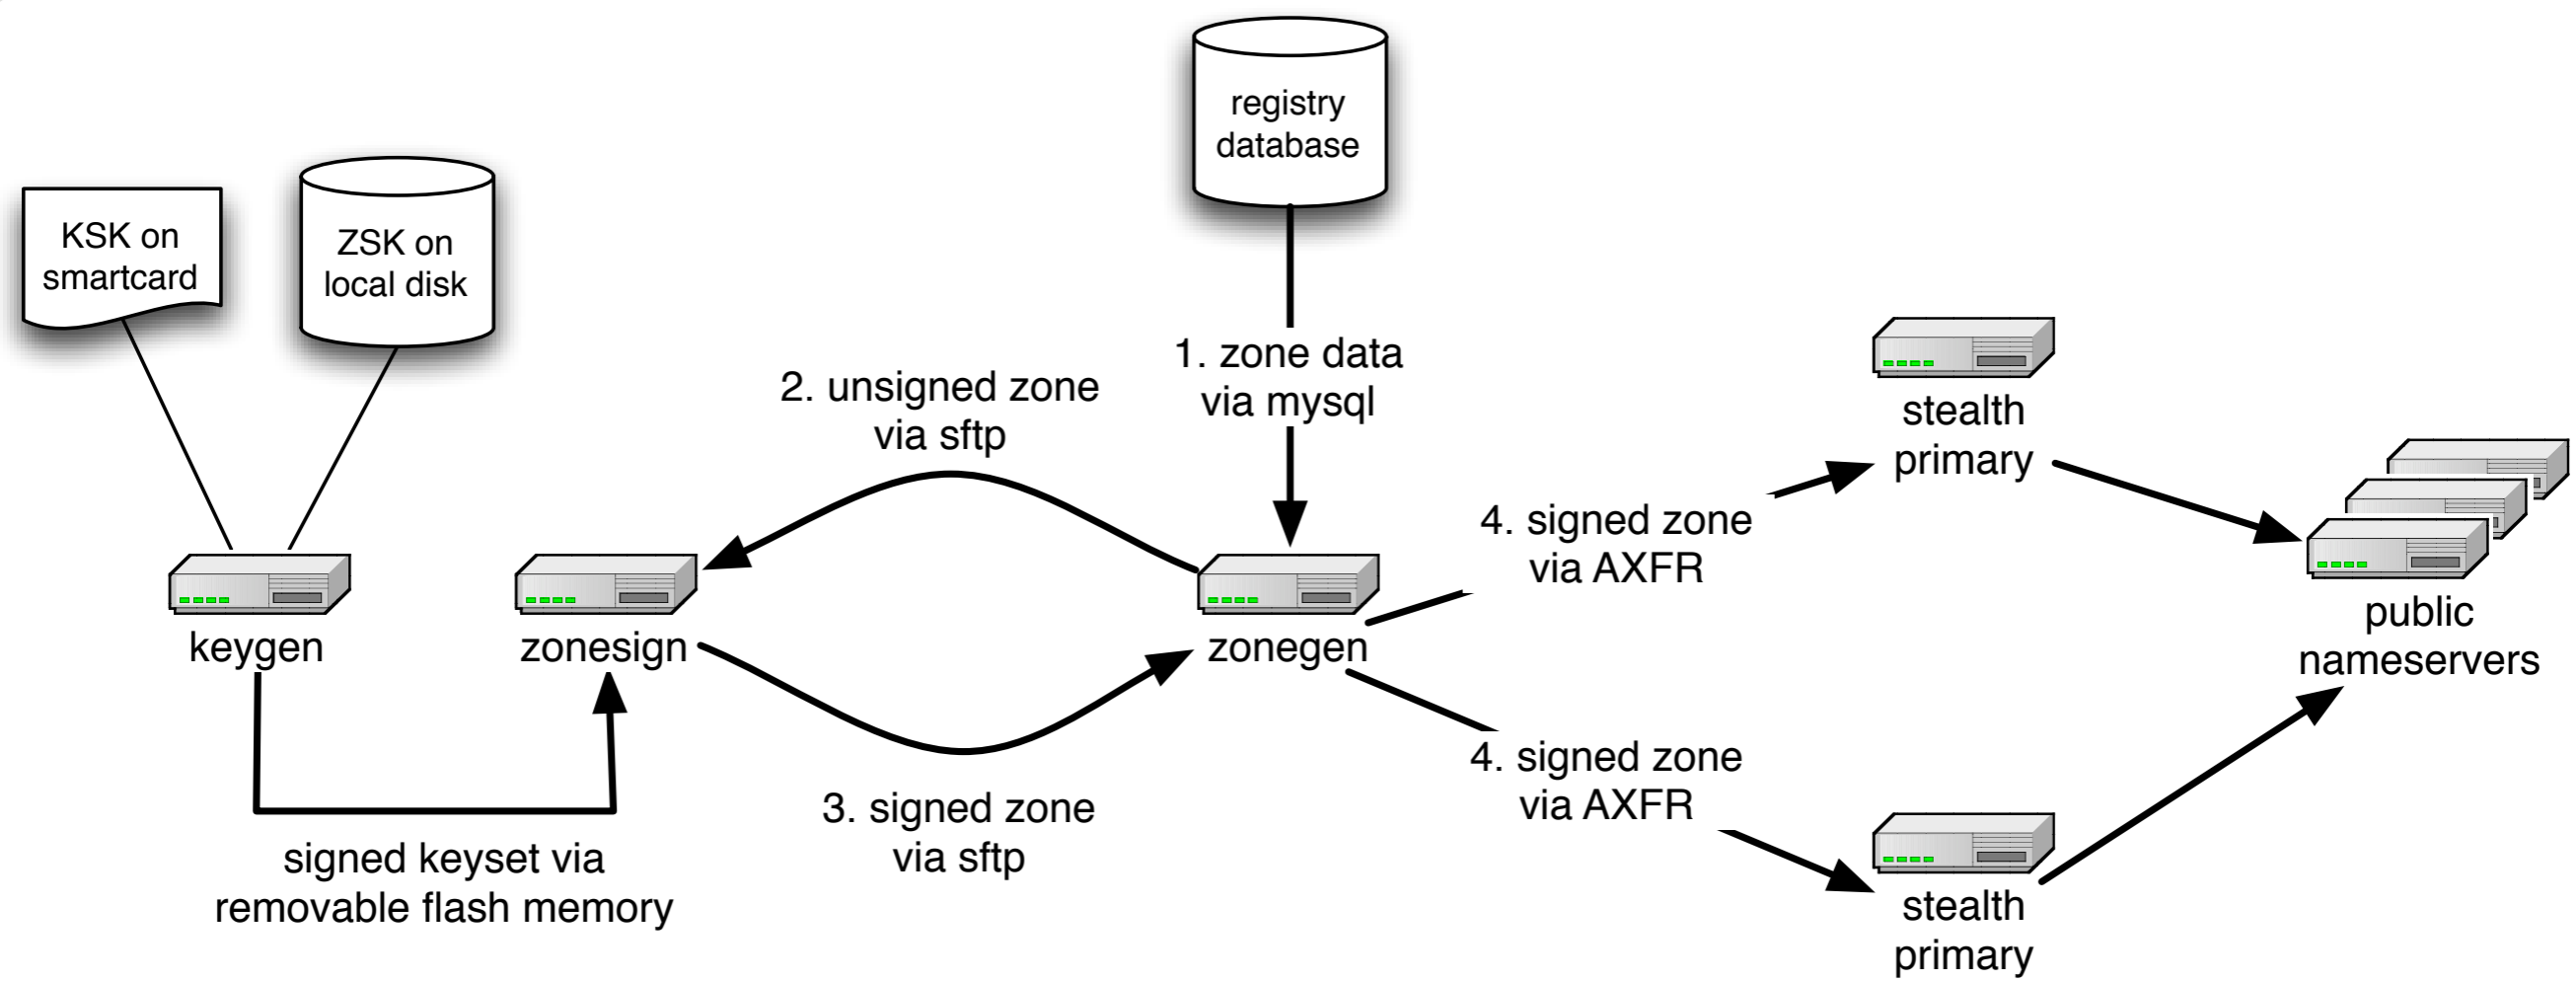 registry
database
KSK on
smartcard
ZSK on
local disk
1. zone data
via mysql
2. unsigned zone
via sftp
stealth
primary
4. signed zone
via AXFR
keygen
zonesign
zonegen
public
nameservers
4. signed zone
via AXFR
3. signed zone
via sftp
signed keyset via
removable flash memory
stealth
primary